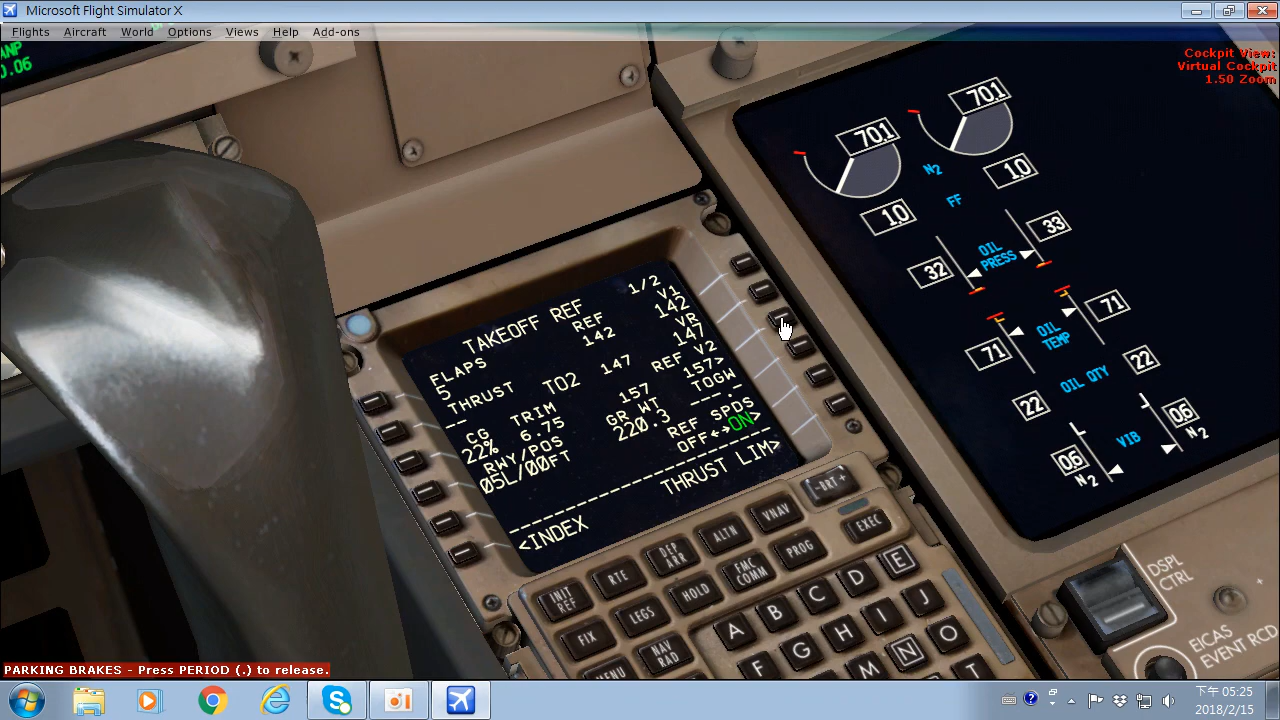 Microsoft Flight Simulator X
Flights Aircraft World Options Views Help Add-ons
ANP
0.06
Cockpit View:
Virtual Cockpit
1.50 Zoom
701
701
N2
10
FF
10
33
OIL
PRESS
32
71
OIL
TEMP
71
22
OIL QTY
22
06
VIB
06
N2
N2
TAKEOFF REF 1/2
FLAPS REF V1
5 142 142
THRUST VR
-- TO2 147 147
CG TRIM REF V2
22% 6.75 157 157>
RWY/POS GR WT TOGW
05L/00FT 220.3 ---.-
REF SPDS
OFF↔ON>
<INDEX THRUST LIM>
INIT REF
RTE
DEP ARR
ALTN
VNAV
-BRT+
FIX
LEGS
HOLD
FMC COMM
PROG
EXEC
MENU
NAV RAD
A B C D E
F G H I J
M N O
T
DSPL
CTRL
EICAS
EVENT RCD
PARKING BRAKES - Press PERIOD (.) to release.
下午 05:25
2018/2/15